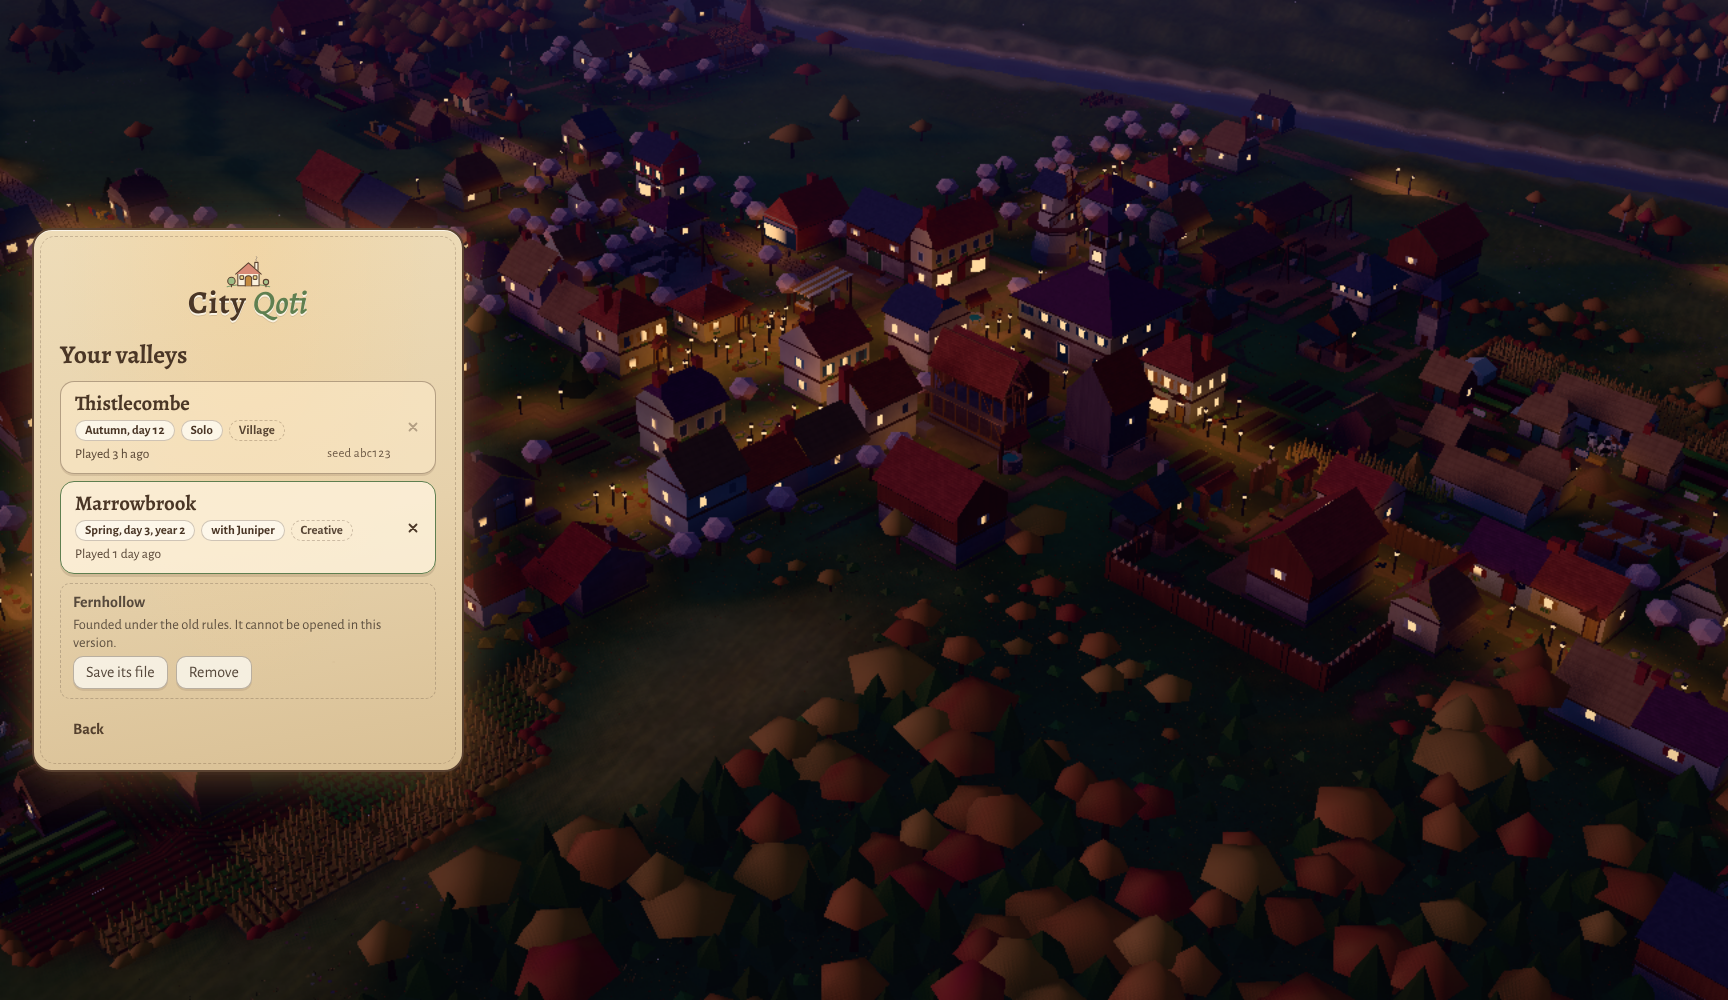 City Qoti
Your valleys
Thistlecombe
Autumn, day 12 Solo Village
Played 3 h ago seed abc123
Marrowbrook
Spring, day 3, year 2 with Juniper Creative
Played 1 day ago
Fernhollow
Founded under the old rules. It cannot be opened in this
version.
Save its file Remove
Back